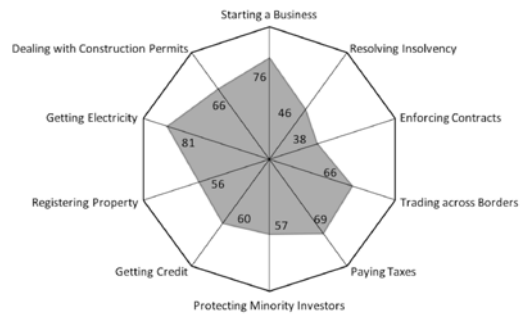 Starting a Business
Dealing with Construction Permits
Resolving Insolvency
76
66
46
Getting Electricity
Enforcing Contracts
81
38
56
66
Registering Property
Trading across Borders
60
57
69
Getting Credit
Paying Taxes
Protecting Minority Investors